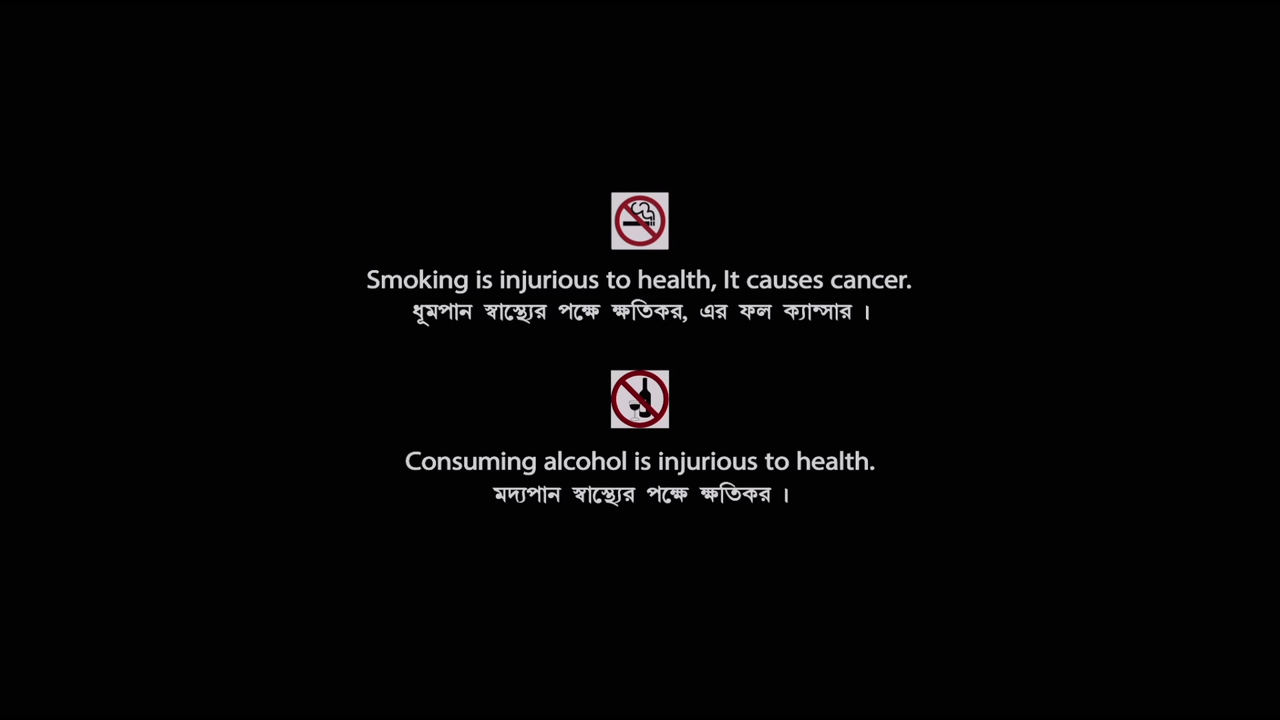 Smoking is injurious to health, It causes cancer.
ধূমপান স্বাস্থ্যের পক্ষে ক্ষতিকর, এর ফল ক্যান্সার ।
Consuming alcohol is injurious to health.
মদ্যপান স্বাস্থ্যের পক্ষে ক্ষতিকর ।